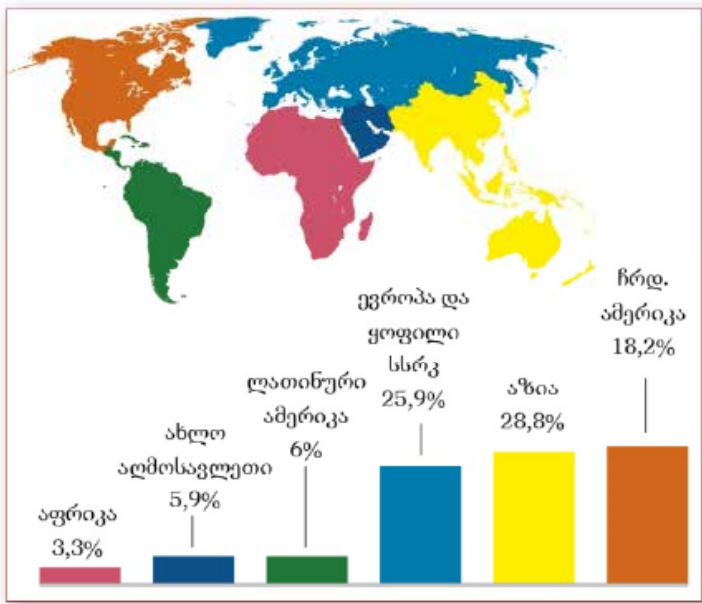 აფრიკა
3,3%
ახლო
აღმოსავლეთი
5,9%
ლათინური
ამერიკა
6%
ევროპა და
ყოფილი
სსრკ
25,9%
აზია
28,8%
ჩრდ.
ამერიკა
18,2%